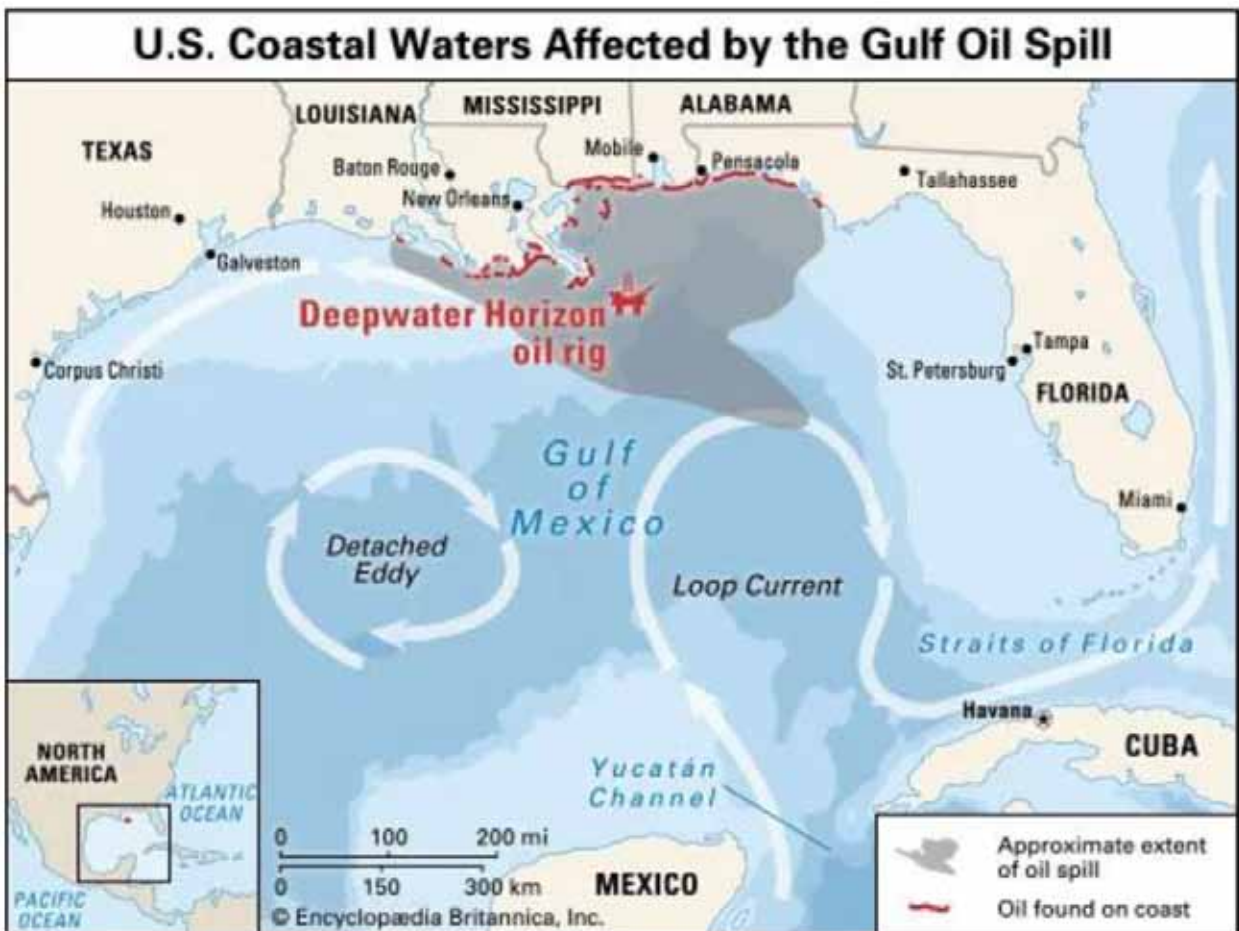 U.S. Coastal Waters Affected by the Gulf Oil Spill
LOUISIANA
MISSISSIPPI
ALABAMA
TEXAS
Mobile
Pensacola
Baton Rouge
Tallahassee
New Orleans
Houston
Galveston
Deepwater Horizon
oil rig
Corpus Christi
Tampa
St. Petersburg
FLORIDA
Gulf
of
Mexico
Miami
Detached
Eddy
Loop Current
Straits of Florida
Havana
CUBA
Yucatán
Channel
NORTH
AMERICA
ATLANTIC
OCEAN
PACIFIC
OCEAN
0 100 200 mi
0 150 300 km
MEXICO
© Encyclopædia Britannica, Inc.
Approximate extent
of oil spill
Oil found on coast